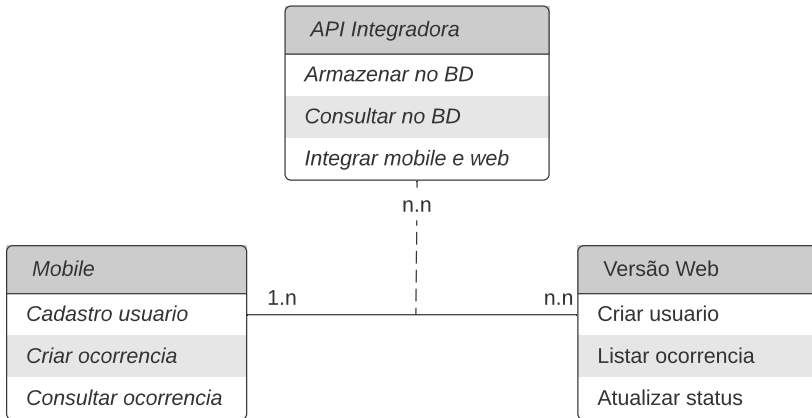 API Integradora
Armazenar no BD
Consultar no BD
Integrar mobile e web
n.n
Mobile
Cadastro usuario
Criar ocorrencia
Consultar ocorrencia
1.n
n.n
Versão Web
Criar usuario
Listar ocorrencia
Atualizar status